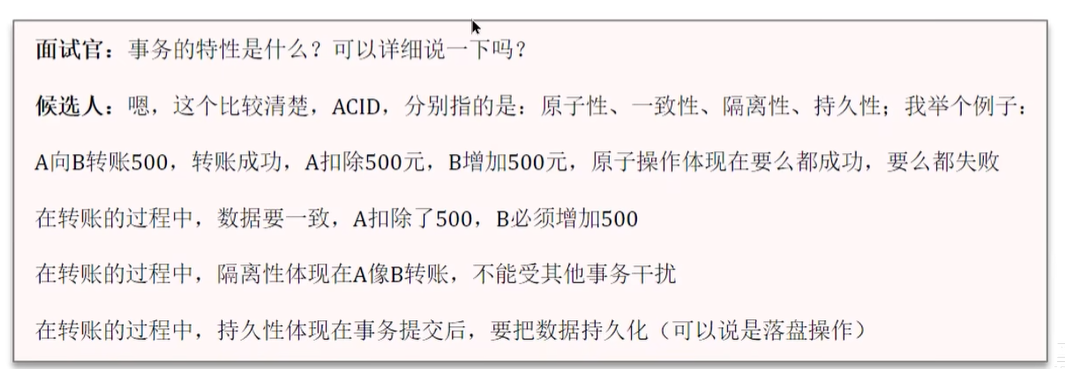 面试官：事务的特性是什么？可以详细说一下吗？
候选人：嗯，这个比较清楚，ACID，分别指的是：原子性、一致性、隔离性、持久性；我举个例子：
A向B转账500，转账成功，A扣除500元，B增加500元，原子操作体现在要么都成功，要么都失败
在转账的过程中，数据要一致，A扣除了500，B必须增加500
在转账的过程中，隔离性体现在A像B转账，不能受其他事务干扰
在转账的过程中，持久性体现在事务提交后，要把数据持久化（可以说是落盘操作）